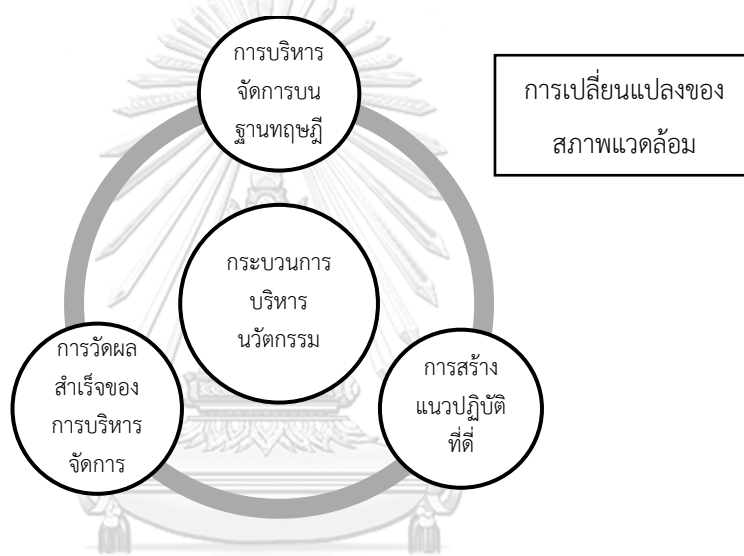 การบริหาร
จัดการบน
ฐานทฤษฎี
การเปลี่ยนแปลงของ
สภาพแวดล้อม
กระบวนการ
บริหาร
นวัตกรรม
การวัดผล
สำเร็จของ
การบริหาร
จัดการ
การสร้าง
แนวปฏิบัติ
ที่ดี่